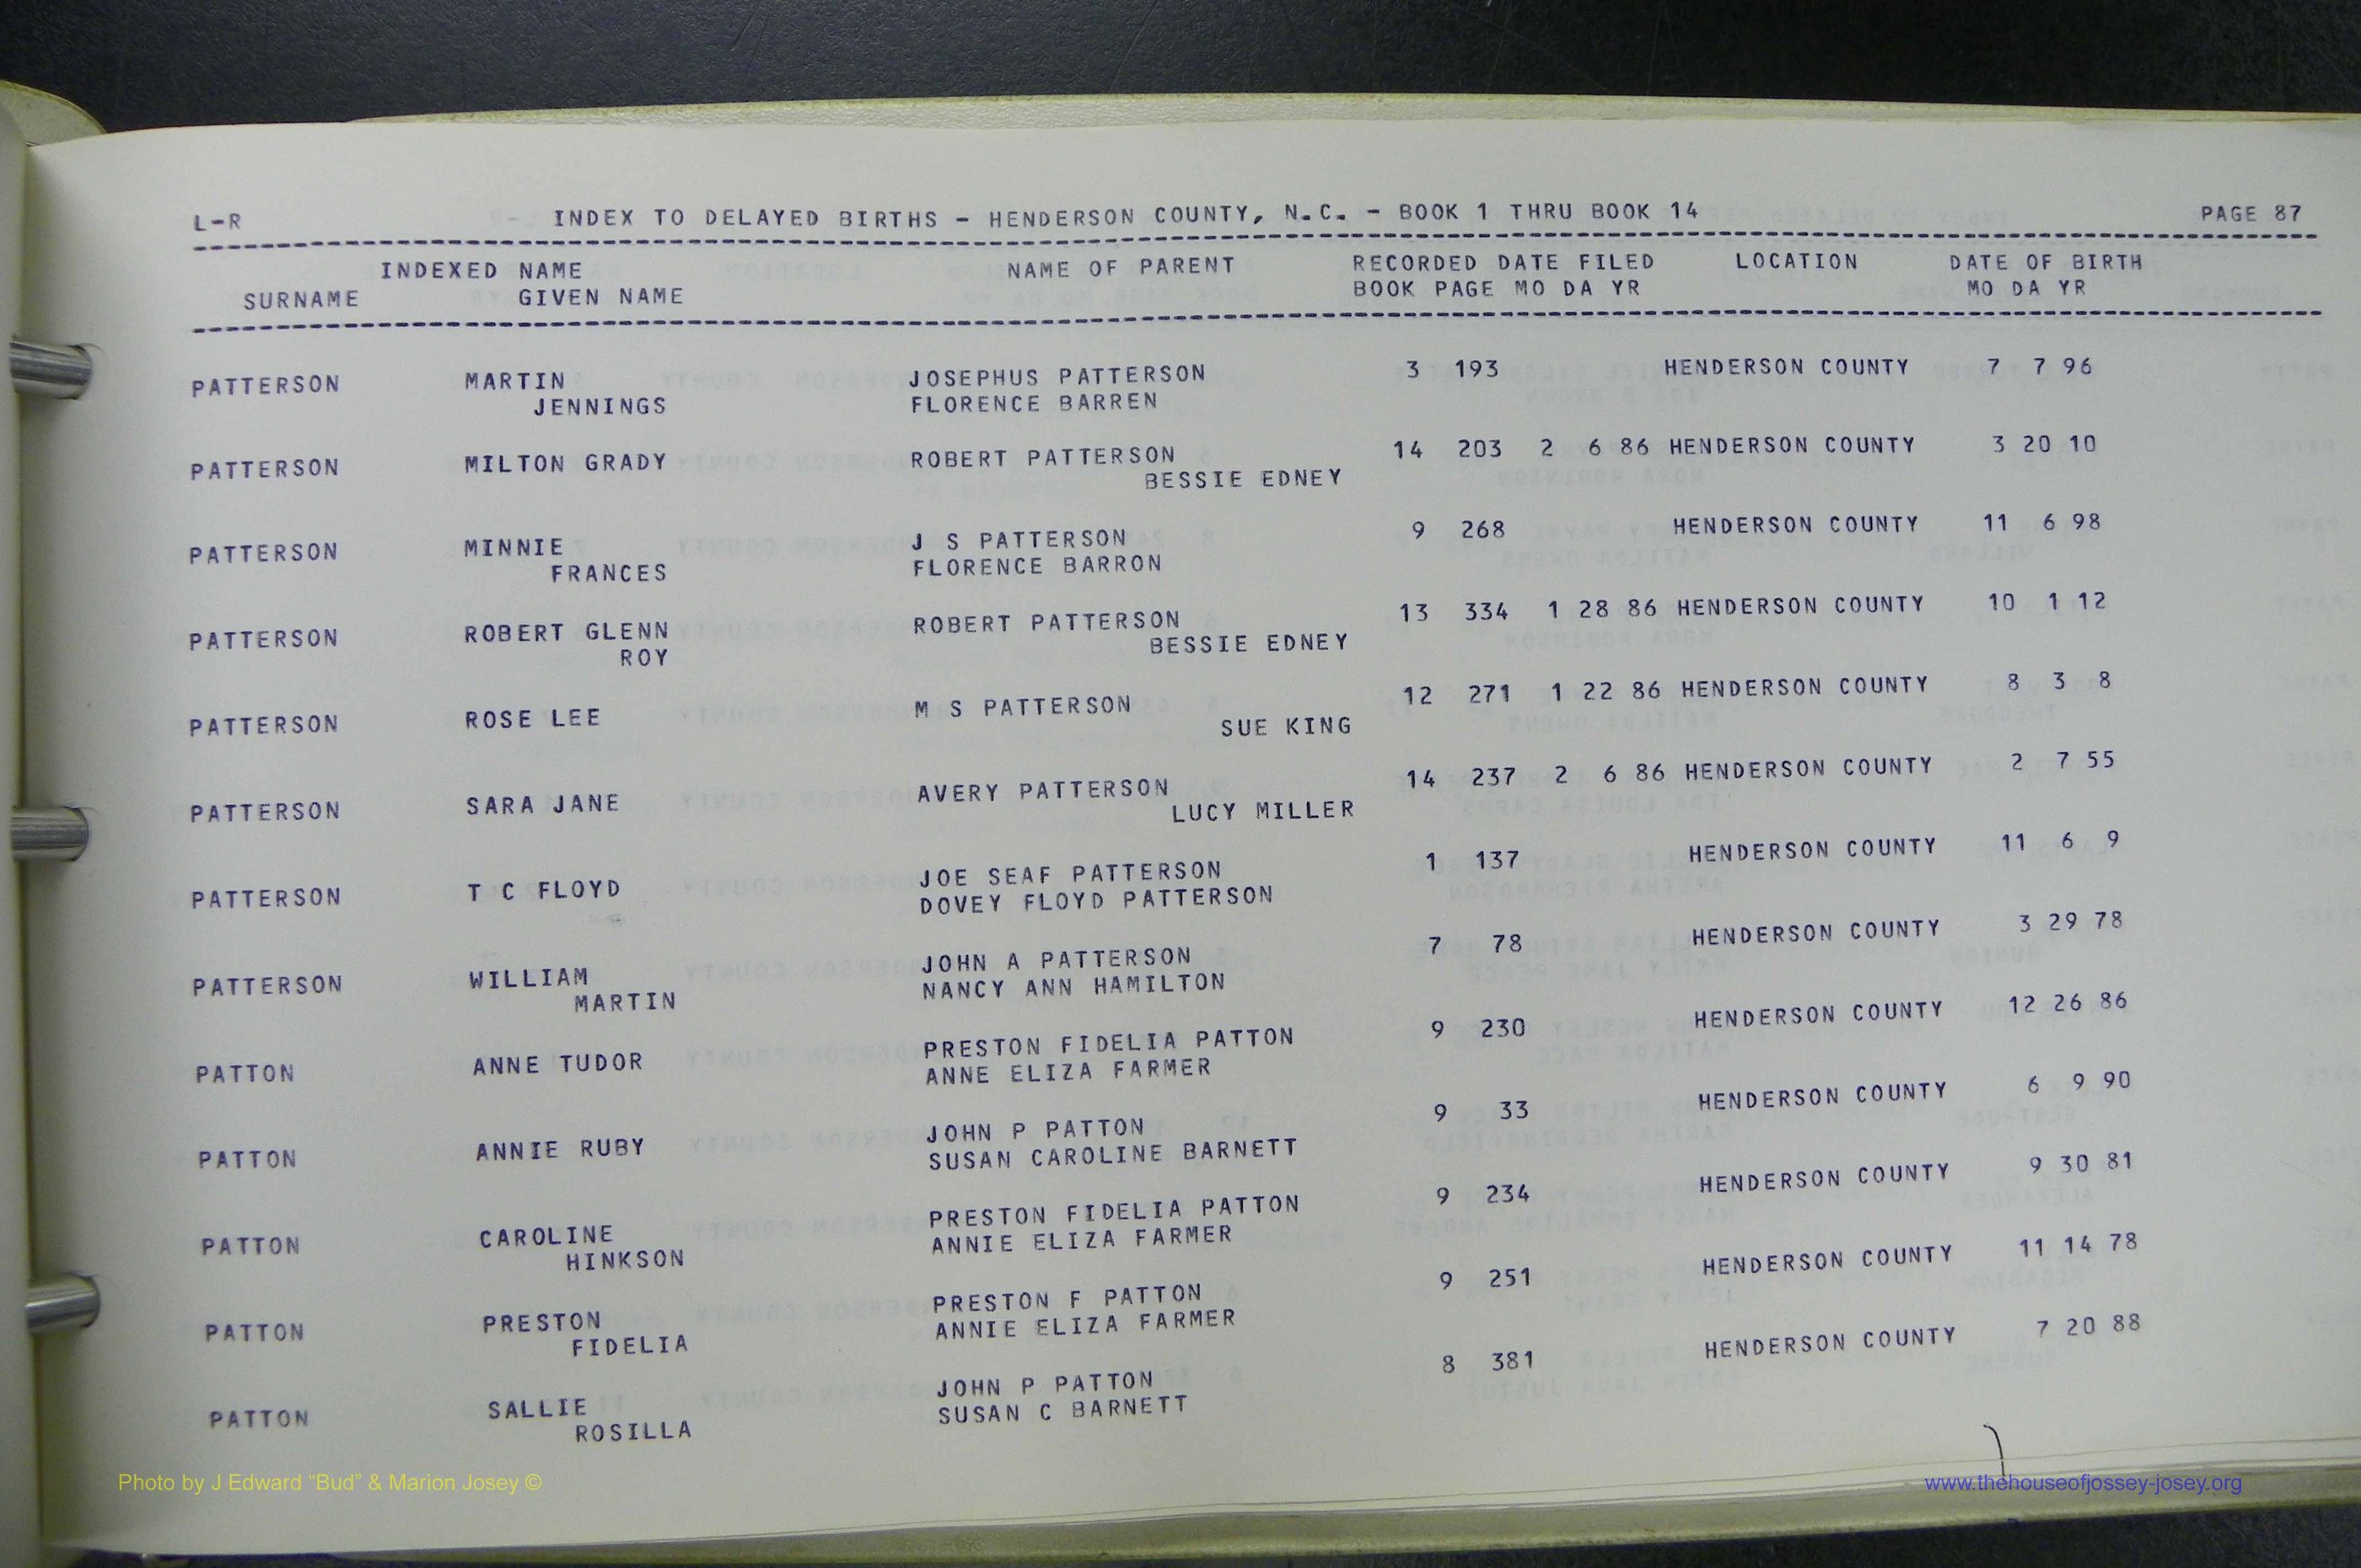 L-R INDEX TO DELAYED BIRTHS - HENDERSON COUNTY, N.C. - BOOK 1 THRU BOOK 14 PAGE 87
INDEXED NAME NAME OF PARENT RECORDED DATE FILED LOCATION DATE OF BIRTH
SURNAME GIVEN NAME BOOK PAGE MO DA YR MO DA YR
PATTERSON MARTIN JOSEPHUS PATTERSON 3 193 HENDERSON COUNTY 7 7 96
JENNINGS FLORENCE BARREN
PATTERSON MILTON GRADY ROBERT PATTERSON 14 203 2 6 86 HENDERSON COUNTY 3 20 10
BESSIE EDNEY
PATTERSON MINNIE J S PATTERSON 9 268 HENDERSON COUNTY 11 6 98
FRANCES FLORENCE BARRON
PATTERSON ROBERT GLENN ROBERT PATTERSON 13 334 1 28 86 HENDERSON COUNTY 10 1 12
ROY BESSIE EDNEY
PATTERSON ROSE LEE M S PATTERSON 12 271 1 22 86 HENDERSON COUNTY 8 3 8
SUE KING
PATTERSON SARA JANE AVERY PATTERSON 14 237 2 6 86 HENDERSON COUNTY 2 7 55
LUCY MILLER
PATTERSON T C FLOYD JOE SEAF PATTERSON 1 137 HENDERSON COUNTY 11 6 9
DOVEY FLOYD PATTERSON
PATTERSON WILLIAM JOHN A PATTERSON 7 78 HENDERSON COUNTY 3 29 78
MARTIN NANCY ANN HAMILTON
PATTON ANNE TUDOR PRESTON FIDELIA PATTON 9 230 HENDERSON COUNTY 12 26 86
ANNE ELIZA FARMER
PATTON ANNIE RUBY JOHN P PATTON 9 33 HENDERSON COUNTY 6 9 90
SUSAN CAROLINE BARNETT
PATTON CAROLINE PRESTON FIDELIA PATTON 9 234 HENDERSON COUNTY 9 30 81
HINKSON ANNIE ELIZA FARMER
PATTON PRESTON PRESTON F PATTON 9 251 HENDERSON COUNTY 11 14 78
FIDELIA ANNIE ELIZA FARMER
PATTON SALLIE JOHN P PATTON 8 381 HENDERSON COUNTY 7 20 88
ROSILLA SUSAN C BARNETT
Photo by J Edward “Bud” & Marion Josey © www.thehouseofjossey-josey.org